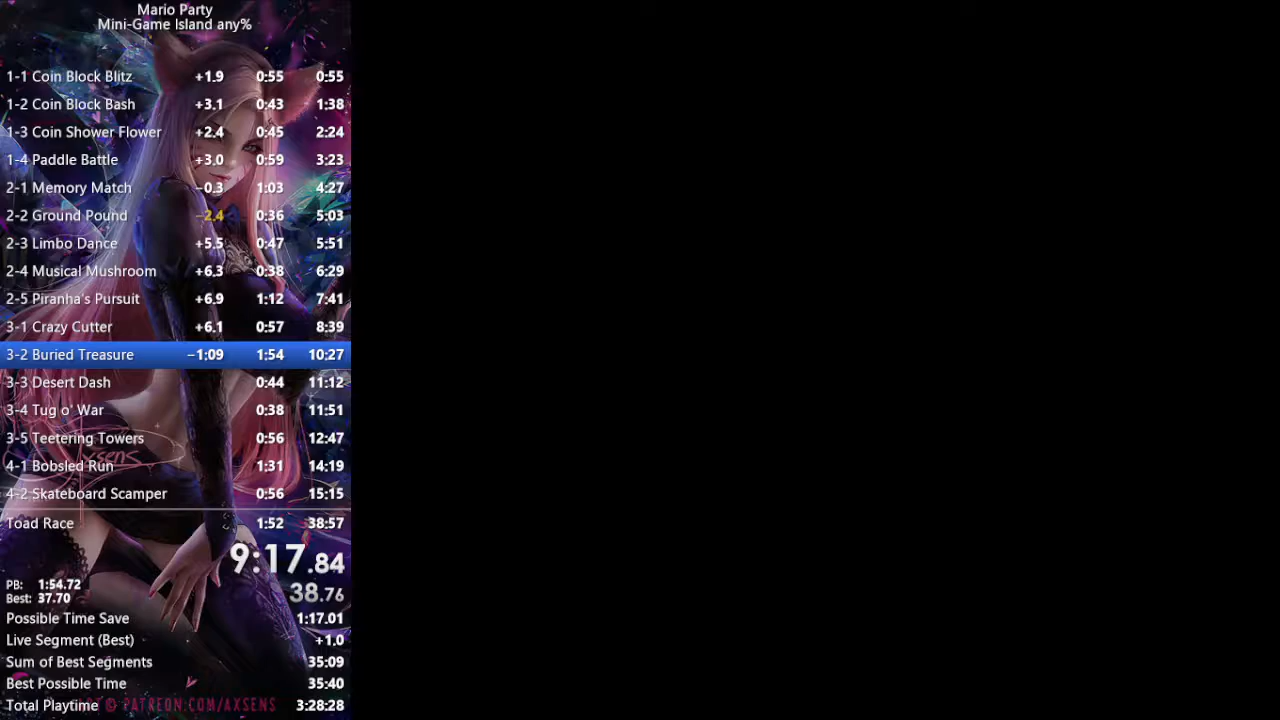 Mario Party
Mini-Game Island any%
1-1 Coin Block Blitz +1.9 0:55 0:55
1-2 Coin Block Bash +3.1 0:43 1:38
1-3 Coin Shower Flower +2.4 0:45 2:24
1-4 Paddle Battle +3.0 0:59 3:23
2-1 Memory Match −0.3 1:03 4:27
2-2 Ground Pound −2.4 0:36 5:03
2-3 Limbo Dance +5.5 0:47 5:51
2-4 Musical Mushroom +6.3 0:38 6:29
2-5 Piranha's Pursuit +6.9 1:12 7:41
3-1 Crazy Cutter +6.1 0:57 8:39
3-2 Buried Treasure −1:09 1:54 10:27
3-3 Desert Dash 0:44 11:12
3-4 Tug o' War 0:38 11:51
3-5 Teetering Towers 0:56 12:47
Axsens
4-1 Bobsled Run 1:31 14:19
4-2 Skateboard Scamper 0:56 15:15
Toad Race 1:52 38:57
9:17.84
PB: 1:54.72
Best: 37.70
38.76
Possible Time Save 1:17.01
Live Segment (Best) +1.0
Sum of Best Segments 35:09
Best Possible Time 35:40
Total Playtime 3:28:28
© PATREON.COM/AXSENS